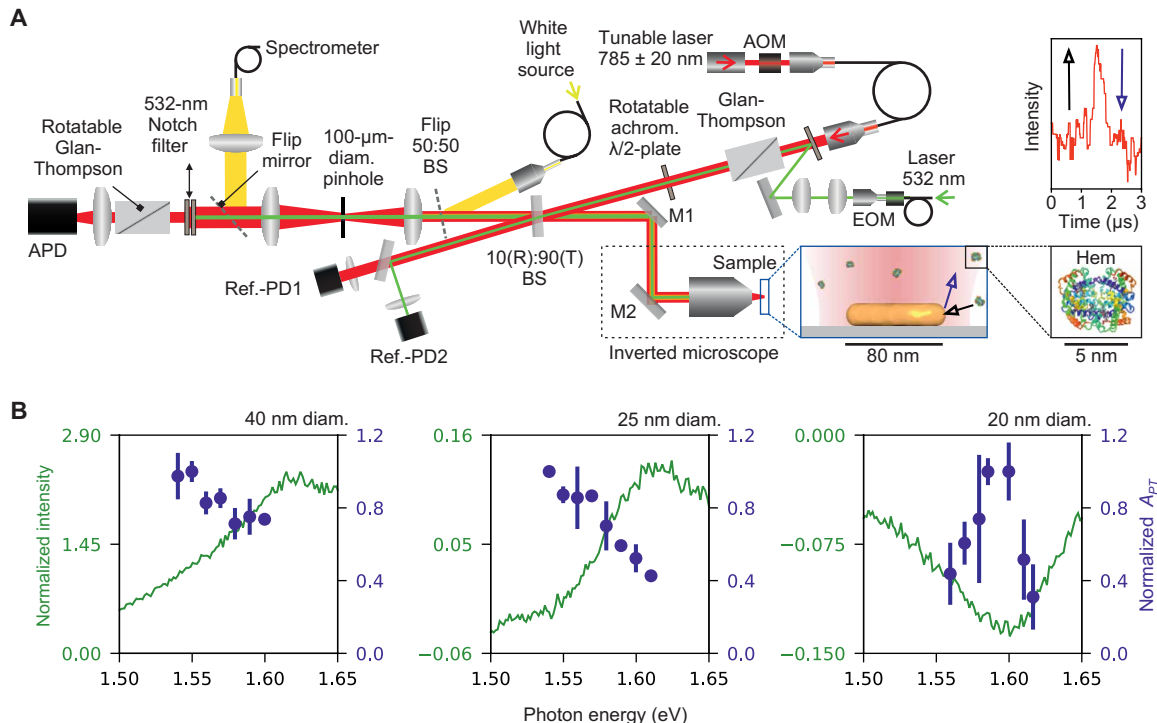 A
Spectrometer
532-nm
Notch
filter
Rotatable
Glan-
Thompson
Flip
mirror
100-µm-
diam.
pinhole
Flip
50:50
BS
White
light
source
Tunable laser
785 ± 20 nm
AOM
Rotatable
achrom.
λ/2-plate
Glan-
Thompson
Laser
532 nm
EOM
APD
Ref.-PD1
Ref.-PD2
10(R):90(T)
BS
M1
M2
Sample
Inverted microscope
80 nm
Hem
5 nm
Intensity
0 1 2 3
Time (µs)
B
40 nm diam.
Normalized intensity
2.90
1.45
0.00
1.2
0.8
0.4
0.0
1.50 1.55 1.60 1.65
25 nm diam.
0.16
0.05
−0.06
1.2
0.8
0.4
0.0
1.50 1.55 1.60 1.65
20 nm diam.
0.000
−0.075
−0.150
1.2
0.8
0.4
0.0
Normalized A_PT
1.50 1.55 1.60 1.65
Photon energy (eV)